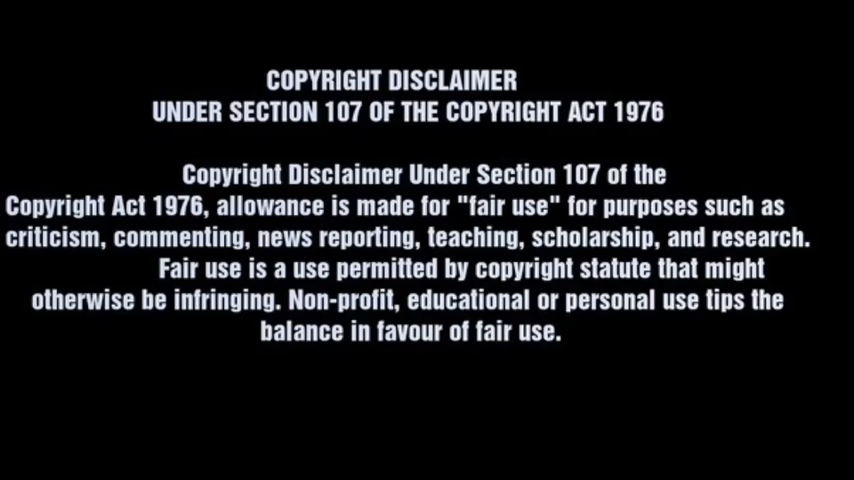 COPYRIGHT DISCLAIMER
UNDER SECTION 107 OF THE COPYRIGHT ACT 1976
Copyright Disclaimer Under Section 107 of the
Copyright Act 1976, allowance is made for "fair use" for purposes such as
criticism, commenting, news reporting, teaching, scholarship, and research.
Fair use is a use permitted by copyright statute that might
otherwise be infringing. Non-profit, educational or personal use tips the
balance in favour of fair use.